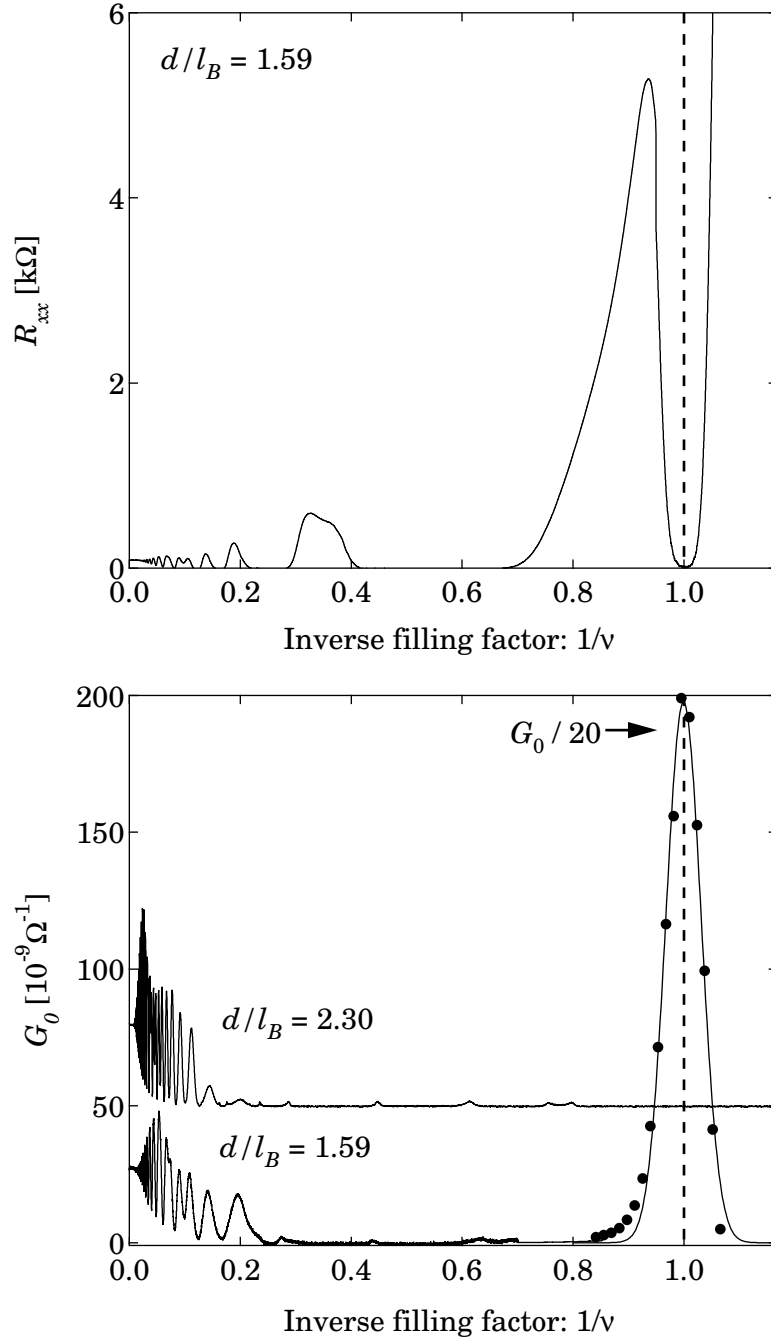 6
d/l_B = 1.59
4
R_xx [kΩ]
2
0
0.0 0.2 0.4 0.6 0.8 1.0
Inverse filling factor: 1/ν
200
G_0 / 20
150
G_0 [10^-9 Ω^-1]
100
d/l_B = 2.30
50
d/l_B = 1.59
0
0.0 0.2 0.4 0.6 0.8 1.0
Inverse filling factor: 1/ν